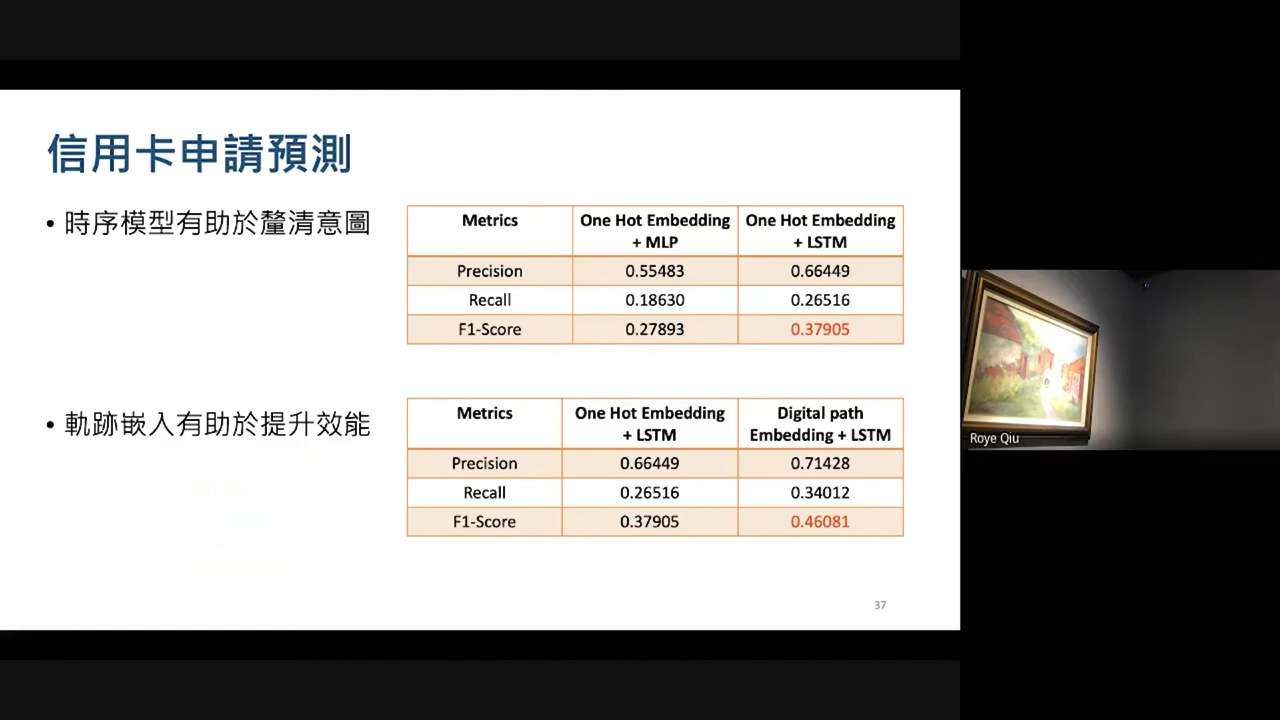 信用卡申請預測
• 時序模型有助於釐清意圖
Metrics One Hot Embedding + MLP One Hot Embedding + LSTM
Precision 0.55483 0.66449
Recall 0.18630 0.26516
F1-Score 0.27893 0.37905
• 軌跡嵌入有助於提升效能
Metrics One Hot Embedding + LSTM Digital path Embedding + LSTM
Precision 0.66449 0.71428
Recall 0.26516 0.34012
F1-Score 0.37905 0.46081
37
Roye Qiu